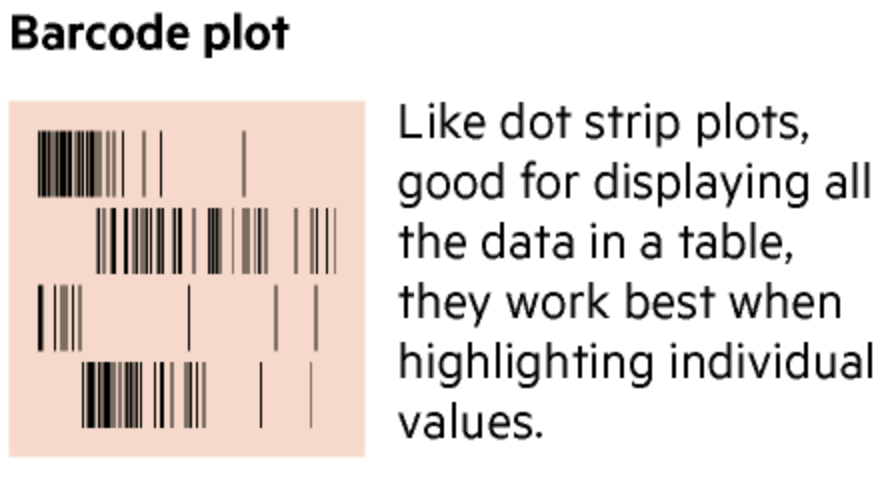 Barcode plot
Like dot strip plots,
good for displaying all
the data in a table,
they work best when
highlighting individual
values.